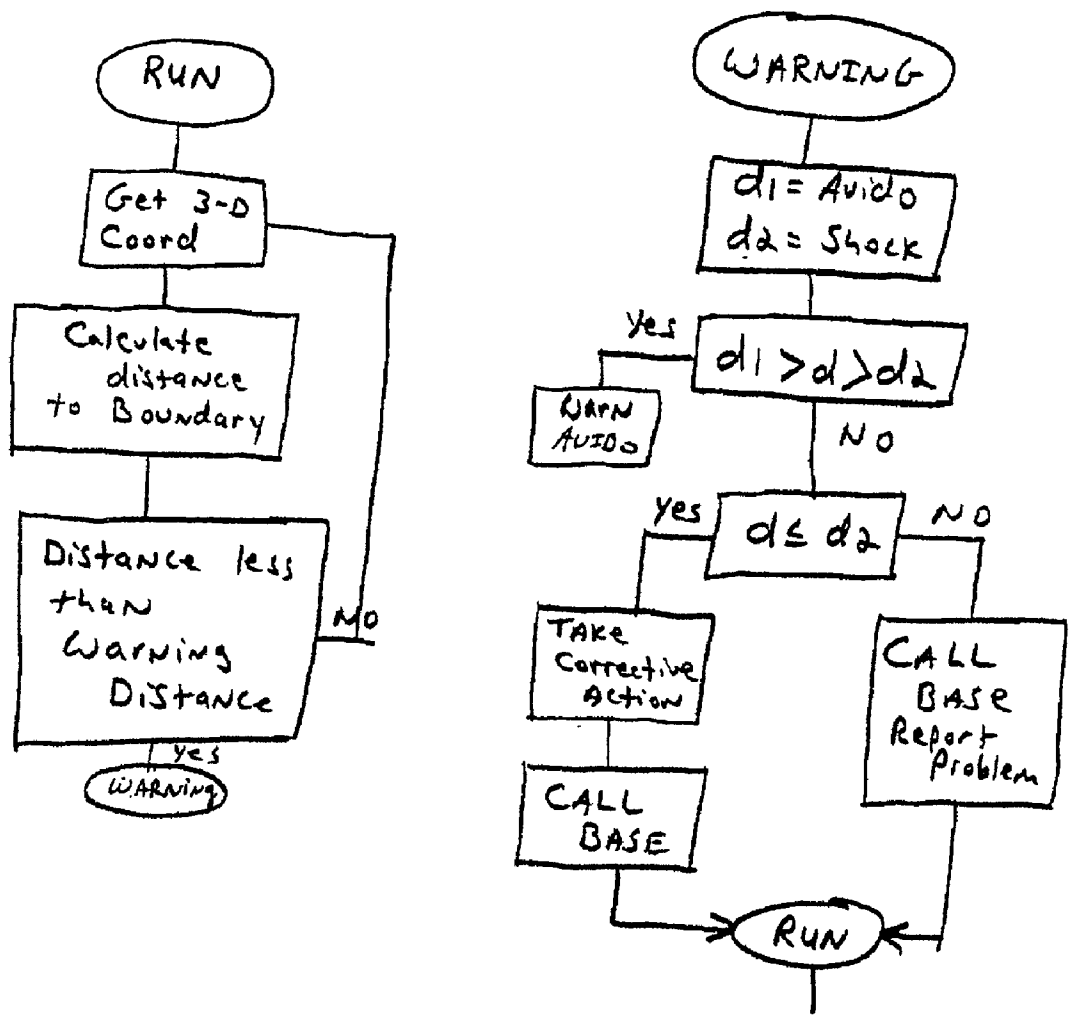 RUN
Get 3-D
Coord
Calculate
distance
to Boundary
Distance less
than
Warning
Distance
NO
yes
WARNING
WARNING
d1 = Avido
d2 = Shock
Yes
d1 > d > d2
WARN
AVIDO
NO
Yes
d ≤ d2
NO
TAKE
Corrective
Action
CALL
BASE
CALL
BASE
Report
Problem
RUN